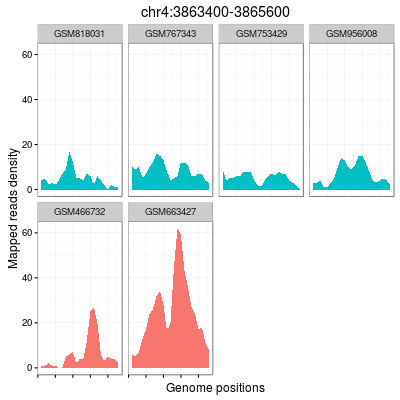 chr4:3863400-3865600
GSM818031 GSM767343 GSM753429 GSM956008
60
40
20
0
Mapped reads density
GSM466732 GSM663427
60
40
20
0
Genome positions